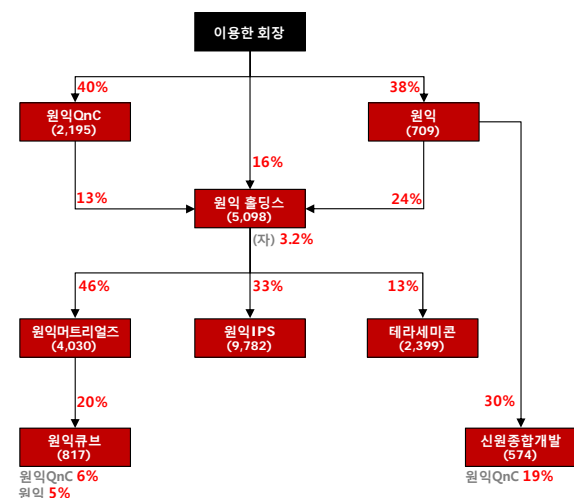 이용한 회장
40%
38%
원익QnC
(2,195)
원익
(709)
16%
13%
24%
원익 홀딩스
(5,098)
(자) 3.2%
46%
33%
13%
원익머트리얼즈
(4,030)
원익IPS
(9,782)
테라세미콘
(2,399)
20%
30%
원익큐브
(817)
신원종합개발
(574)
원익QnC 6%
원익 5%
원익QnC 19%